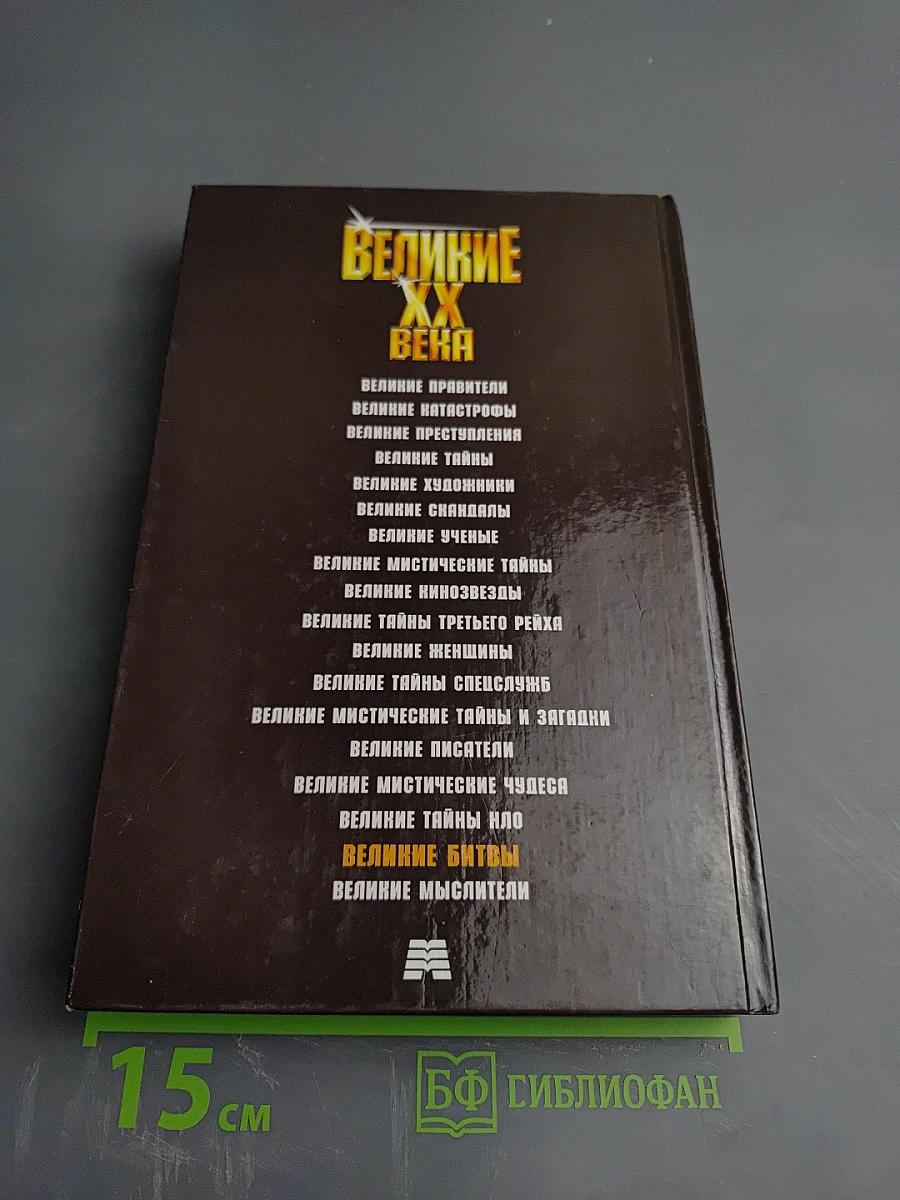 ВЕЛИКИЕ
XX
ВЕКА
ВЕЛИКИЕ ПРАВИТЕЛИ
ВЕЛИКИЕ КАТАСТРОФЫ
ВЕЛИКИЕ ПРЕСТУПЛЕНИЯ
ВЕЛИКИЕ ТАЙНЫ
ВЕЛИКИЕ ХУДОЖНИКИ
ВЕЛИКИЕ СКАНДАЛЫ
ВЕЛИКИЕ УЧЕНЫЕ
ВЕЛИКИЕ МИСТИЧЕСКИЕ ТАЙНЫ
ВЕЛИКИЕ КИНОЗВЕЗДЫ
ВЕЛИКИЕ ТАЙНЫ ТРЕТЬЕГО РЕЙХА
ВЕЛИКИЕ ЖЕНЩИНЫ
ВЕЛИКИЕ ТАЙНЫ СПЕЦСЛУЖБ
ВЕЛИКИЕ МИСТИЧЕСКИЕ ТАЙНЫ И ЗАГАДКИ
ВЕЛИКИЕ ПИСАТЕЛИ
ВЕЛИКИЕ МИСТИЧЕСКИЕ ЧУДЕСА
ВЕЛИКИЕ ТАЙНЫ НЛО
ВЕЛИКИЕ БИТВЫ
ВЕЛИКИЕ МЫСЛИТЕЛИ
15 см
БФ БИБЛИОФАН